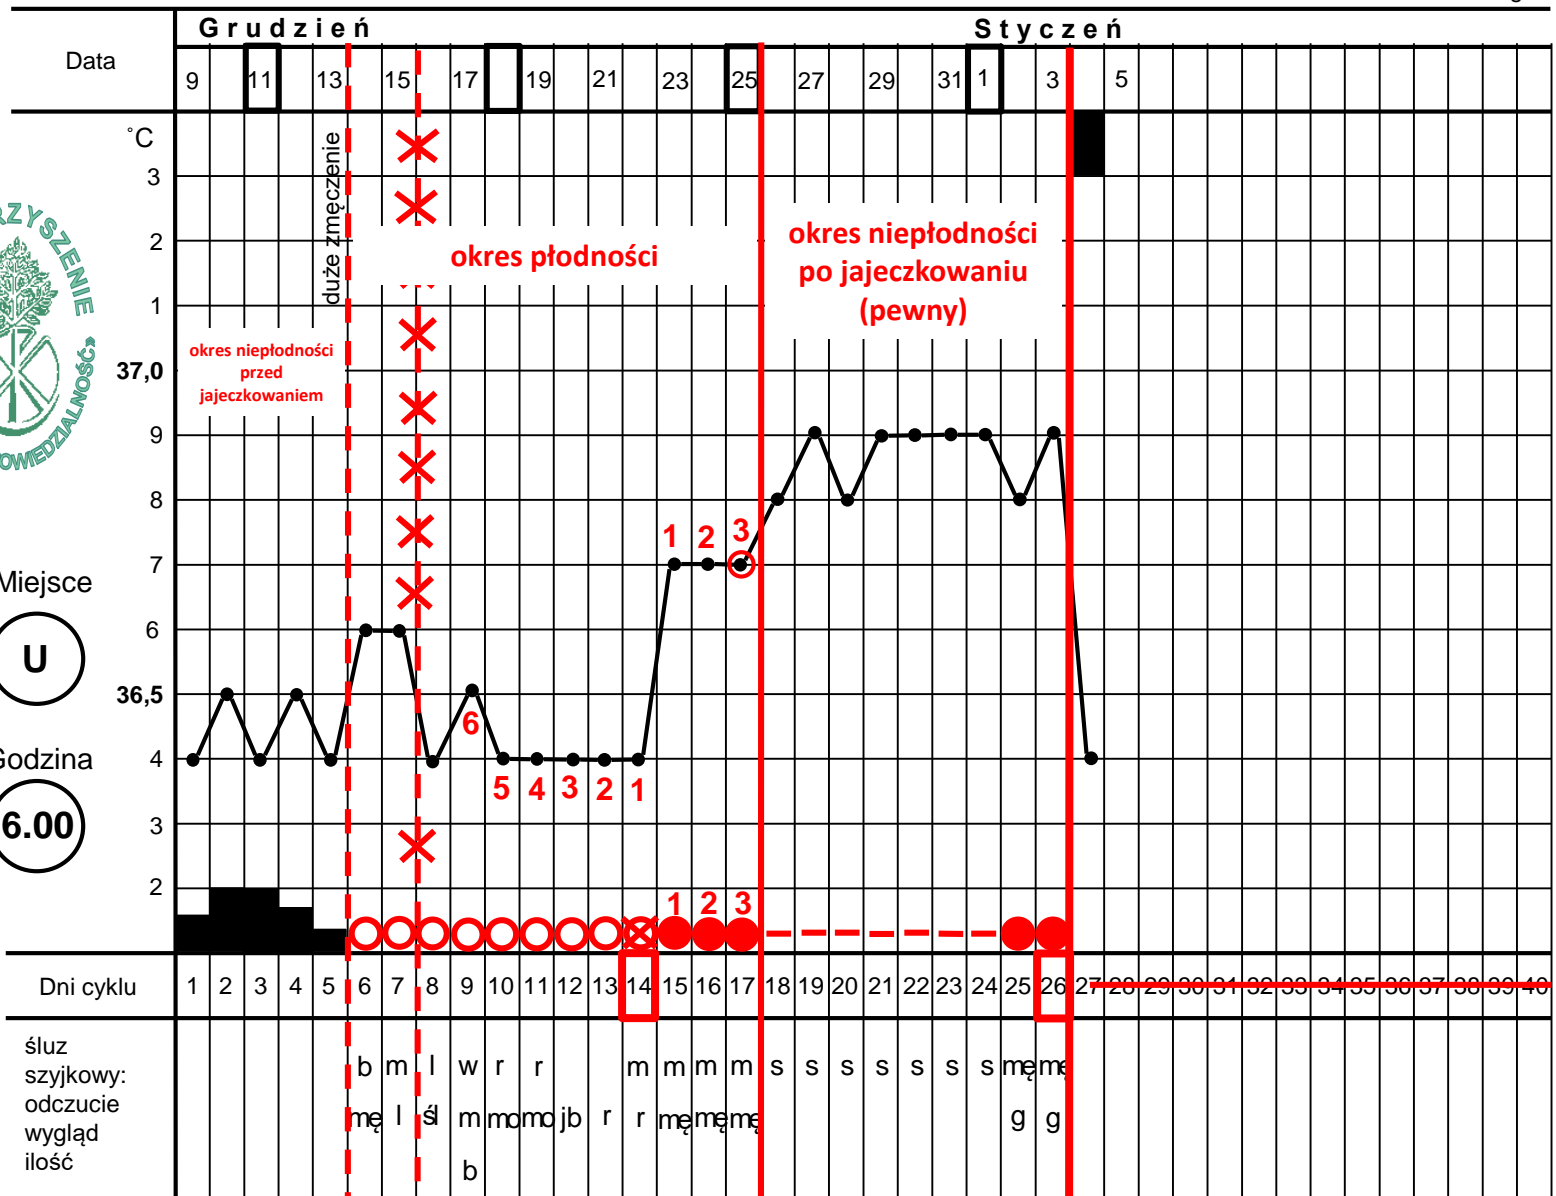 Grudzień Styczeń
Data 9 11 13 15 17 19 21 23 25 27 29 31 1 3 5
˚C
duże zmęczenie
3
2
1
37,0
9
8
7
6
36,5
4
3
2
okres płodności
okres niepłodności
po jajeczkowaniu
(pewny)
okres niepłodności
przed
jajeczkowaniem
Miejsce
U
Godzina
6.00
1 2 3
6
5 4 3 2 1
1 2 3
Dni cyklu 1 2 3 4 5 6 7 8 9 10 11 12 13 14 15 16 17 18 19 20 21 22 23 24 25 26 27 28 29 30 31 32 33 34 35 36 37 38 39 40
śluz
szyjkowy:
odczucie
wygląd
ilość
b m l w r r m m m m s s s s s s s mę mę
mę l śl m mo mo jb r r mę mę mę g g
b